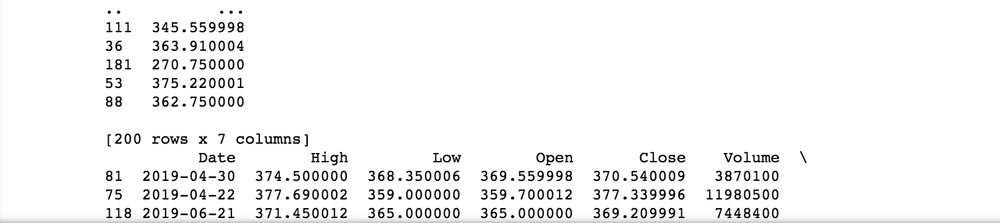 ..          ...
111  345.559998
36   363.910004
181  270.750000
53   375.220001
88   362.750000
[200 rows x 7 columns]
          Date        High         Low        Open       Close    Volume  \
81  2019-04-30  374.500000  368.350006  369.559998  370.540009   3870100
75  2019-04-22  377.690002  359.000000  359.700012  377.339996  11980500
118 2019-06-21  371.450012  365.000000  365.000000  369.209991   7448400